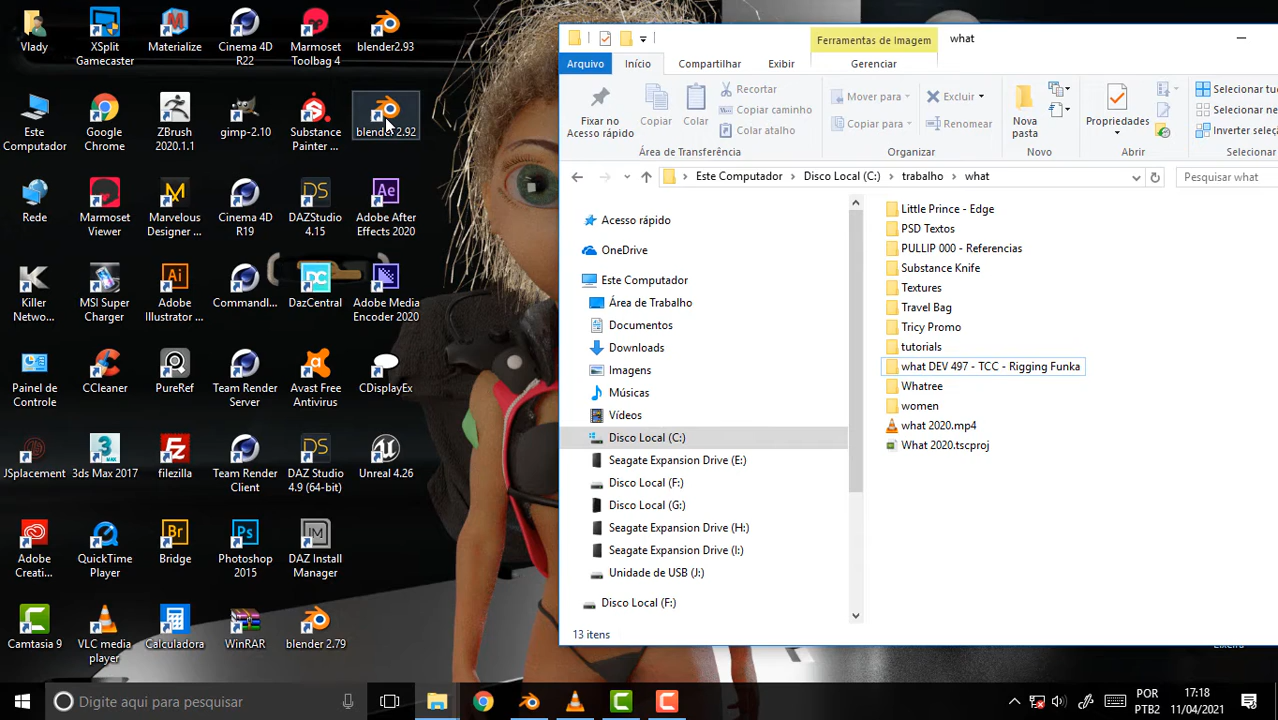 Vlady
XSplit
Gamecaster
Materialize
Cinema 4D
R22
Marmoset
Toolbag 4
blender2.93
Este
Computador
Google
Chrome
ZBrush
2020.1.1
gimp-2.10
Substance
Painter ...
blender 2.92
Rede
Marmoset
Viewer
Marvelous
Designer ...
Cinema 4D
R19
DAZStudio
4.15
Adobe After
Effects 2020
Killer
Netwo...
MSI Super
Charger
Adobe
Illustrator ...
CommandI...
DazCentral
Adobe Media
Encoder 2020
Painel de
Controle
CCleaner
PureRef
Team Render
Server
Avast Free
Antivirus
CDisplayEx
JSplacement
3ds Max 2017
filezilla
Team Render
Client
DAZ Studio
4.9 (64-bit)
Unreal 4.26
Adobe
Creati...
QuickTime
Player
Bridge
Photoshop
2015
DAZ Install
Manager
Camtasia 9
VLC media
player
Calculadora
WinRAR
blender 2.79
Ferramentas de Imagem
what
Arquivo
Início
Compartilhar
Exibir
Gerenciar
Fixar no
Acesso rápido
Copiar
Colar
Recortar
Copiar caminho
Colar atalho
Área de Transferência
Mover para
Copiar para
Excluir
Renomear
Organizar
Nova
pasta
Novo
Propriedades
Abrir
Selecionar tu
Selecionar ne
Inverter seleç
Selecionar
Este Computador
Disco Local (C:)
trabalho
what
Pesquisar what
Acesso rápido
OneDrive
Este Computador
Área de Trabalho
Documentos
Downloads
Imagens
Músicas
Vídeos
Disco Local (C:)
Seagate Expansion Drive (E:)
Disco Local (F:)
Disco Local (G:)
Seagate Expansion Drive (H:)
Seagate Expansion Drive (I:)
Unidade de USB (J:)
Disco Local (F:)
Little Prince - Edge
PSD Textos
PULLIP 000 - Referencias
Substance Knife
Textures
Travel Bag
Tricy Promo
tutorials
what DEV 497 - TCC - Rigging Funka
Whatree
women
what 2020.mp4
What 2020.tscproj
13 itens
Digite aqui para pesquisar
POR
PTB2
17:18
11/04/2021